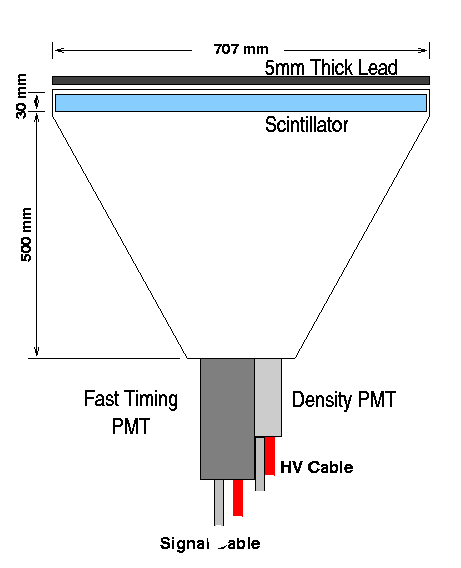 707 mm
5mm Thick Lead
30 mm
Scintillator
500 mm
Fast Timing
PMT
Density PMT
HV Cable
Signal